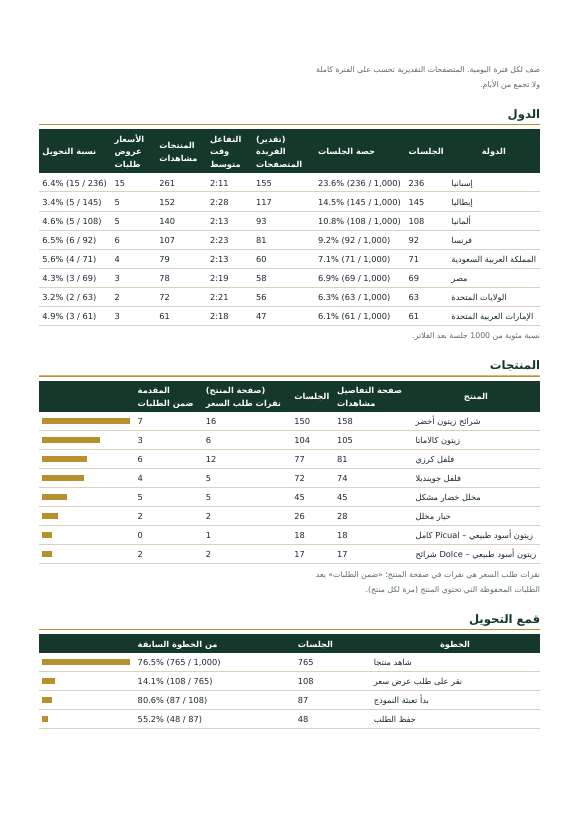 صف لكل فترة اليومية. المتصفحات التقديرية تحسب على الفترة كاملة
ولا تجمع من الأيام.
الدول
الدولة الجلسات حصة الجلسات (تقدير) الفريدة المتصفحات التفاعل وقت متوسط المنتجات مشاهدات الأسعار عروض طلبات نسبة التحويل
إسبانيا 236 23.6% (236 / 1,000) 155 2:11 261 15 6.4% (15 / 236)
إيطاليا 145 14.5% (145 / 1,000) 117 2:28 152 5 3.4% (5 / 145)
ألمانيا 108 10.8% (108 / 1,000) 93 2:13 140 5 4.6% (5 / 108)
فرنسا 92 9.2% (92 / 1,000) 81 2:23 107 6 6.5% (6 / 92)
المملكة العربية السعودية 71 7.1% (71 / 1,000) 60 2:13 79 4 5.6% (4 / 71)
مصر 69 6.9% (69 / 1,000) 58 2:19 78 3 4.3% (3 / 69)
الولايات المتحدة 63 6.3% (63 / 1,000) 56 2:21 72 2 3.2% (2 / 63)
الإمارات العربية المتحدة 61 6.1% (61 / 1,000) 47 2:18 61 3 4.9% (3 / 61)
نسبة مئوية من 1000 جلسة بعد الفلاتر.
المنتجات
المنتج صفحة التفاصيل مشاهدات الجلسات (صفحة المنتج) نقرات طلب السعر المقدمة ضمن الطلبات
شرائح زيتون أخضر 158 150 16 7
زيتون كالاماتا 105 104 6 3
فلفل كرزي 81 77 12 6
فلفل جوينديلا 74 72 5 4
مخلل خضار مشكل 45 45 5 5
خيار مخلل 28 26 2 2
زيتون أسود طبيعي – Picual كامل 18 18 1 0
زيتون أسود طبيعي – Dolce شرائح 17 17 2 2
نقرات طلب السعر هي نقرات في صفحة المنتج؛ «ضمن الطلبات» يعد
الطلبات المحفوظة التي تحتوي المنتج (مرة لكل منتج).
قمع التحويل
الخطوة الجلسات من الخطوة السابقة
شاهد منتجا 765 76.5% (765 / 1,000)
نقر على طلب عرض سعر 108 14.1% (108 / 765)
بدأ تعبئة النموذج 87 80.6% (87 / 108)
حفظ الطلب 48 55.2% (48 / 87)